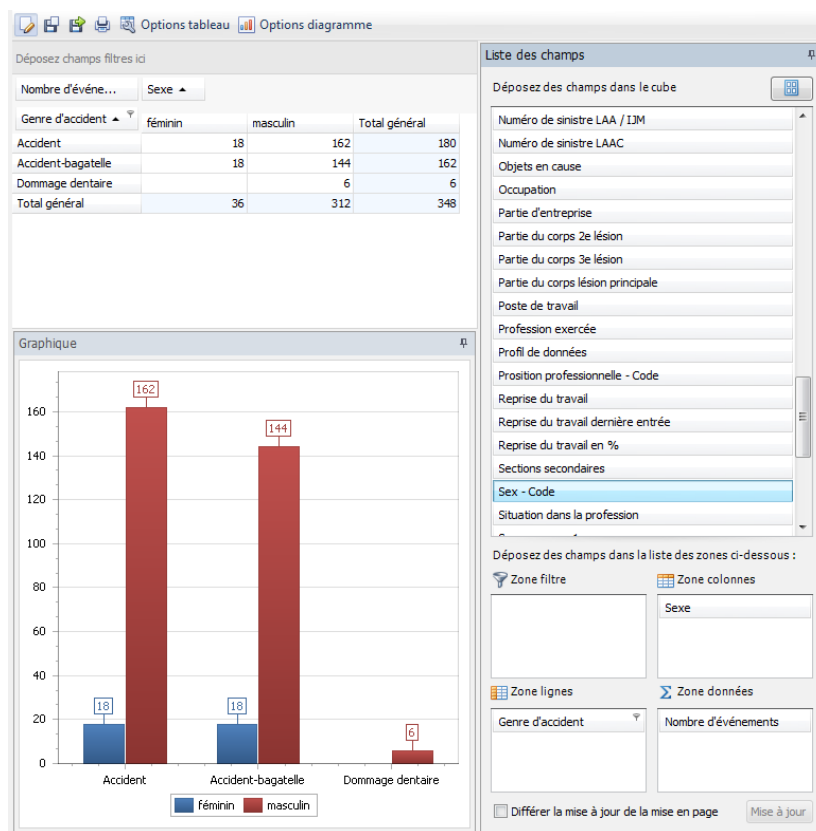 Options tableau Options diagramme
Déposez champs filtres ici
Nombre d'événe... Sexe
Genre d'accident féminin masculin Total général
Accident 18 162 180
Accident-bagatelle 18 144 162
Dommage dentaire 6 6
Total général 36 312 348
Graphique
162
144
18
18
6
160
140
120
100
80
60
40
20
0
Accident Accident-bagatelle Dommage dentaire
féminin masculin
Liste des champs
Déposez des champs dans le cube
Numéro de sinistre LAA / IJM
Numéro de sinistre LAAC
Objets en cause
Occupation
Partie d'entreprise
Partie du corps 2e lésion
Partie du corps 3e lésion
Partie du corps lésion principale
Poste de travail
Profession exercée
Profil de données
Prosition professionnelle - Code
Reprise du travail
Reprise du travail dernière entrée
Reprise du travail en %
Sections secondaires
Sex - Code
Situation dans la profession
Déposez des champs dans la liste des zones ci-dessous :
Zone filtre Zone colonnes
Sexe
Zone lignes Σ Zone données
Genre d'accident Nombre d'événements
Différer la mise à jour de la mise en page Mise à jour